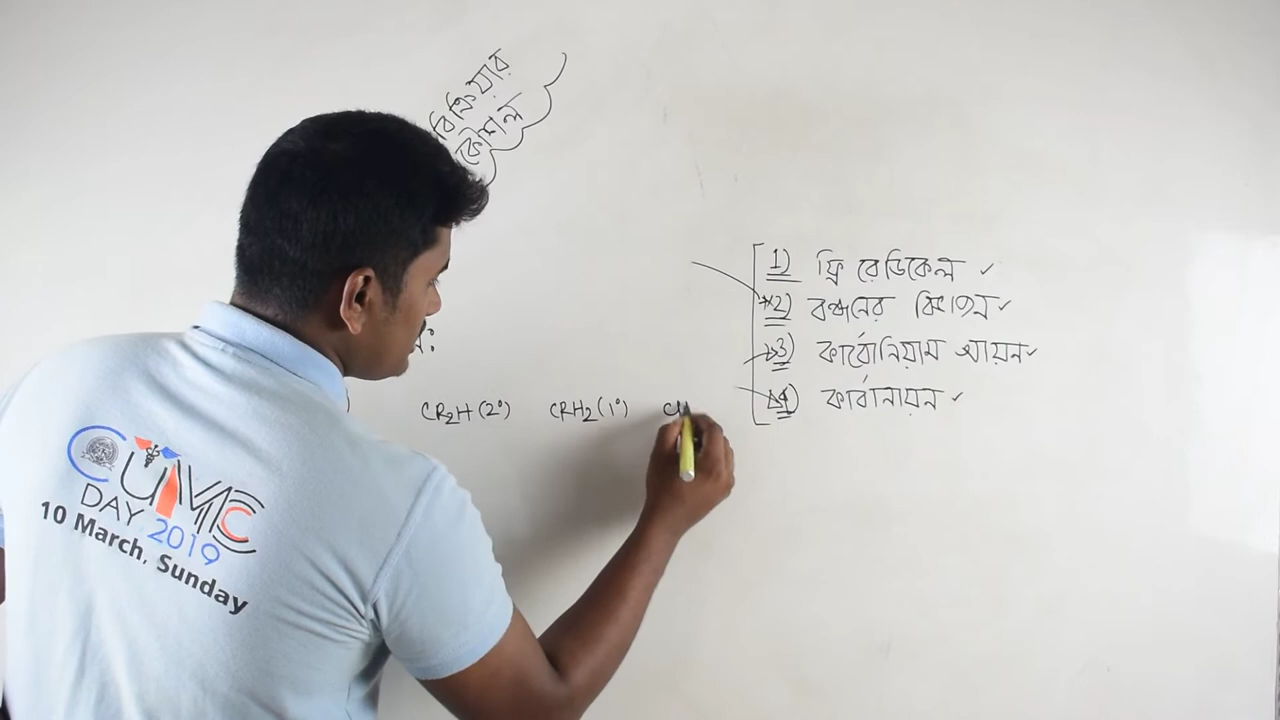 বিক্রিয়ার
কৌশল
1) ফ্রি রেডিকেল ✓
2) বন্ধনের বিভাজন ✓
3) কার্বোনিয়াম আয়ন ✓
4) কার্বানায়ন ✓
CR₂H (2°) CRH₂ (1°) CH
CUMC
DAY 2019
10 March, Sunday